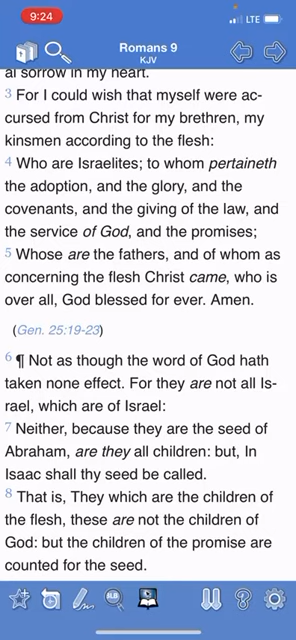 9:24
LTE
Romans 9
KJV
al sorrow in my heart.
3 For I could wish that myself were ac-
cursed from Christ for my brethren, my
kinsmen according to the flesh:
4 Who are Israelites; to whom pertaineth
the adoption, and the glory, and the
covenants, and the giving of the law, and
the service of God, and the promises;
5 Whose are the fathers, and of whom as
concerning the flesh Christ came, who is
over all, God blessed for ever. Amen.
(Gen. 25:19-23)
6 ¶ Not as though the word of God hath
taken none effect. For they are not all Is-
rael, which are of Israel:
7 Neither, because they are the seed of
Abraham, are they all children: but, In
Isaac shall thy seed be called.
8 That is, They which are the children of
the flesh, these are not the children of
God: but the children of the promise are
counted for the seed.